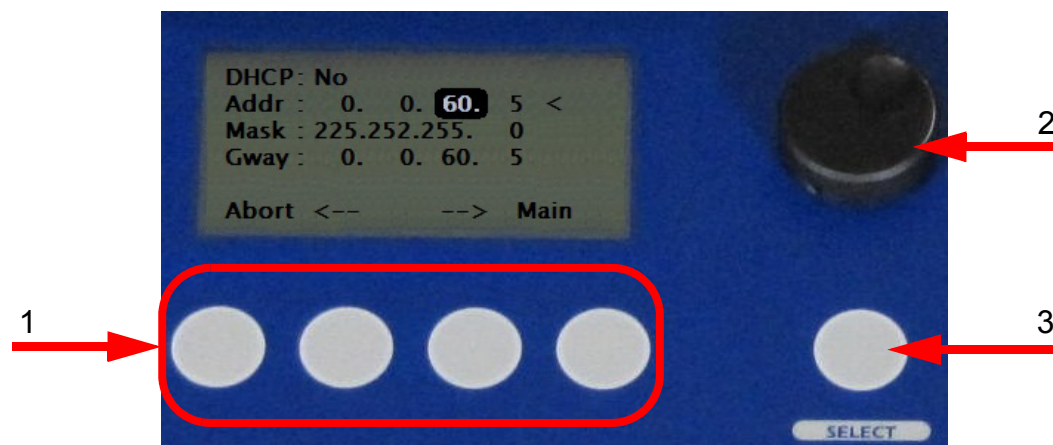 DHCP: No
Addr : 0. 0. 60. 5 <
Mask : 225.252.255. 0
Gway : 0. 0. 60. 5
Abort <-- --> Main
1
2
3
SELECT